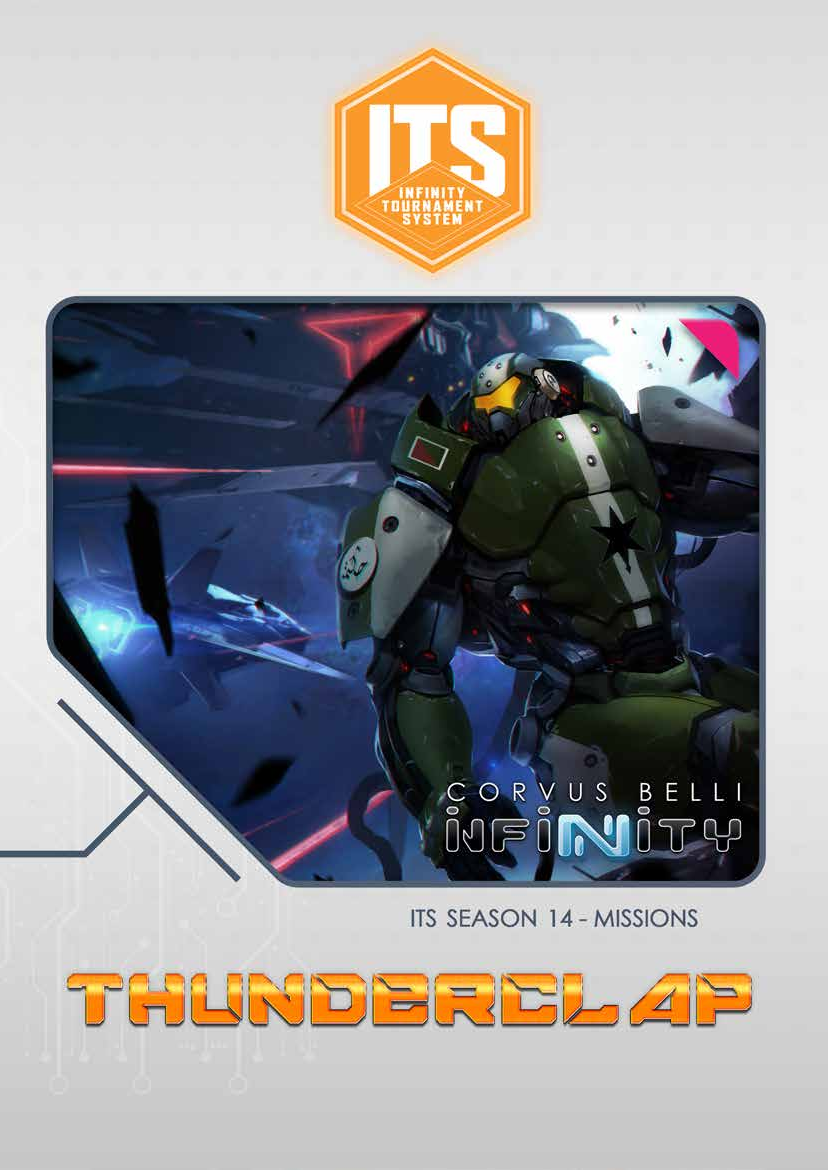 ITS
INFINITY
TOURNAMENT
SYSTEM
CORVUS BELLI
iNFiNiTY
ITS SEASON 14 - MISSIONS
THUNDERCLAP